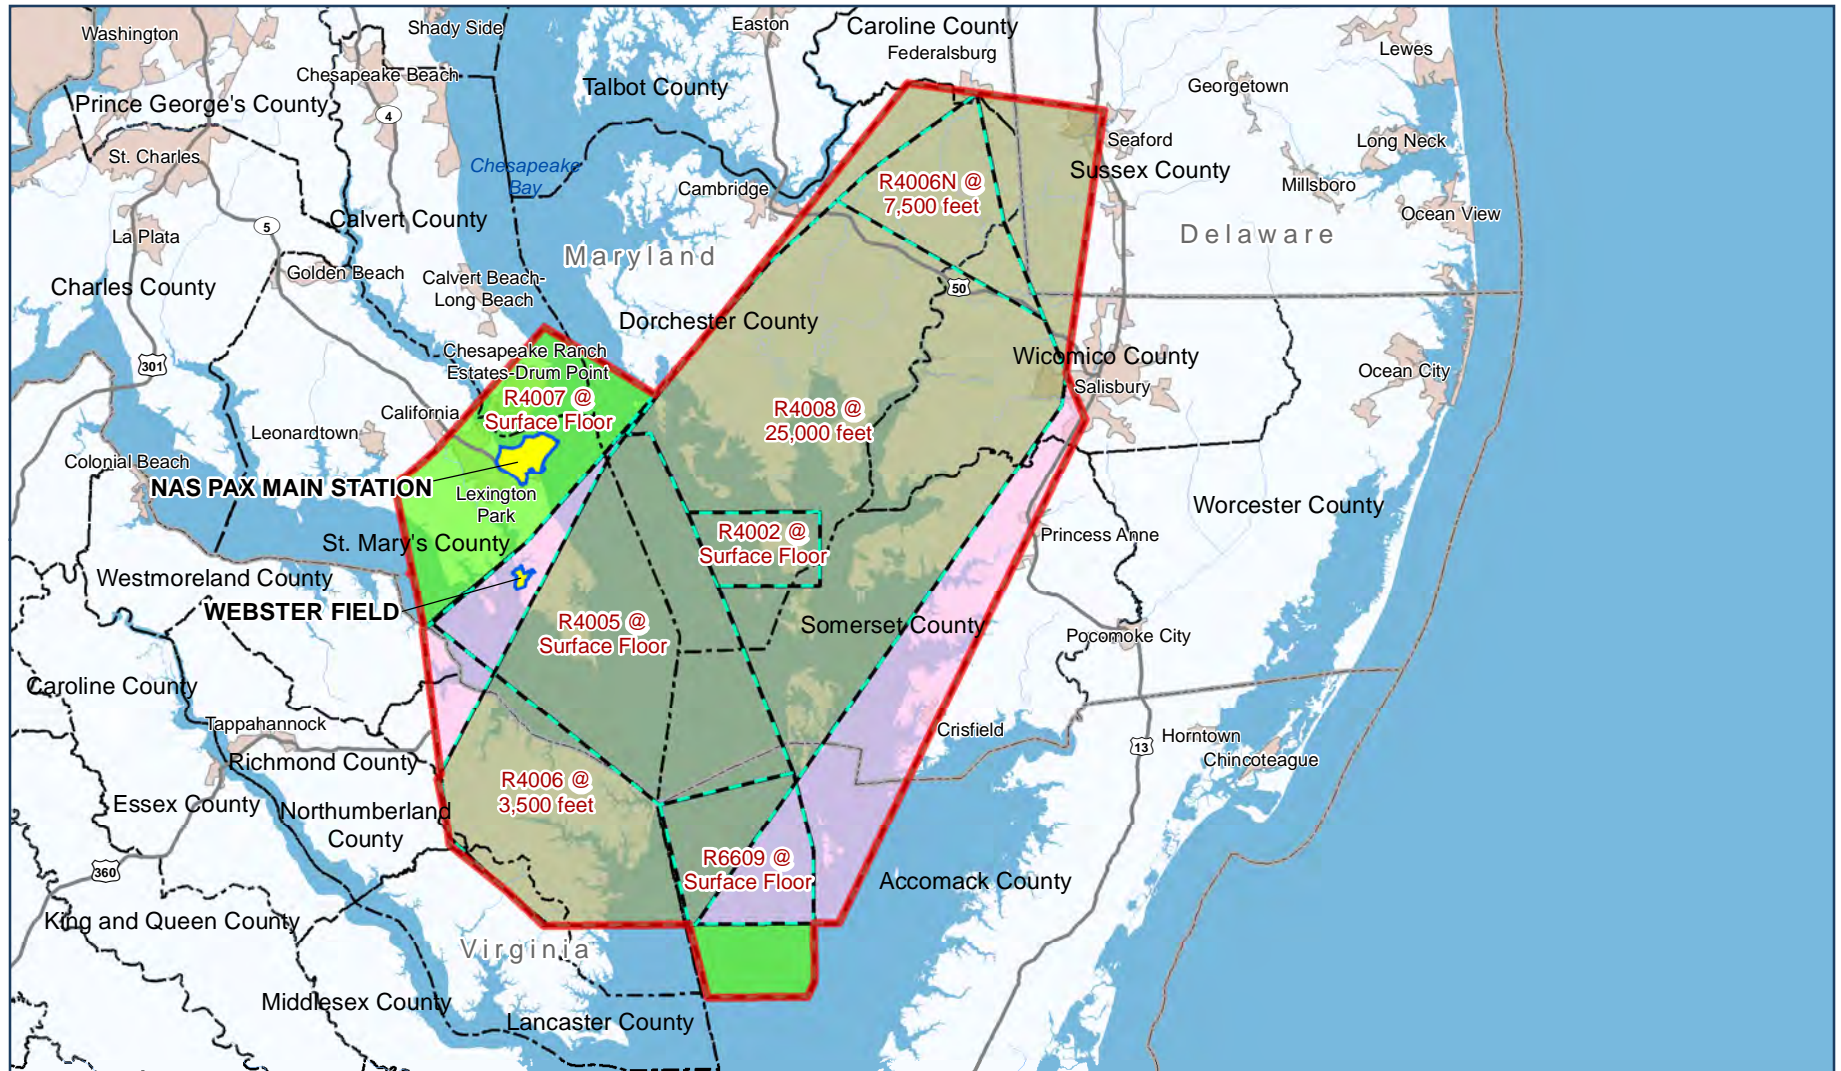 Washington
Shady Side
Easton
Caroline County
Federalsburg
Lewes
Chesapeake Beach
Talbot County
Georgetown
Prince George's County
4
St. Charles
Seaford
Long Neck
Chesapeake
Bay
Sussex County
Cambridge
R4006N @
7,500 feet
Millsboro
Calvert County
Ocean View
5
La Plata
Maryland
Delaware
Golden Beach
Calvert Beach-
Long Beach
Charles County
50
Dorchester County
Chesapeake Ranch
Estates-Drum Point
Wicomico County
301
Ocean City
Salisbury
R4007 @
Surface Floor
California
R4008 @
25,000 feet
Leonardtown
Colonial Beach
NAS PAX MAIN STATION
Lexington
Park
Worcester County
R4002 @
Surface Floor
Princess Anne
St. Mary's County
Westmoreland County
WEBSTER FIELD
R4005 @
Surface Floor
Somerset County
Pocomoke City
Caroline County
Tappahannock
Crisfield
Horntown
13
Chincoteague
Richmond County
R4006 @
3,500 feet
Essex County
Northumberland
County
R6609 @
Surface Floor
360
Accomack County
King and Queen County
Virginia
Middlesex County
Lancaster County